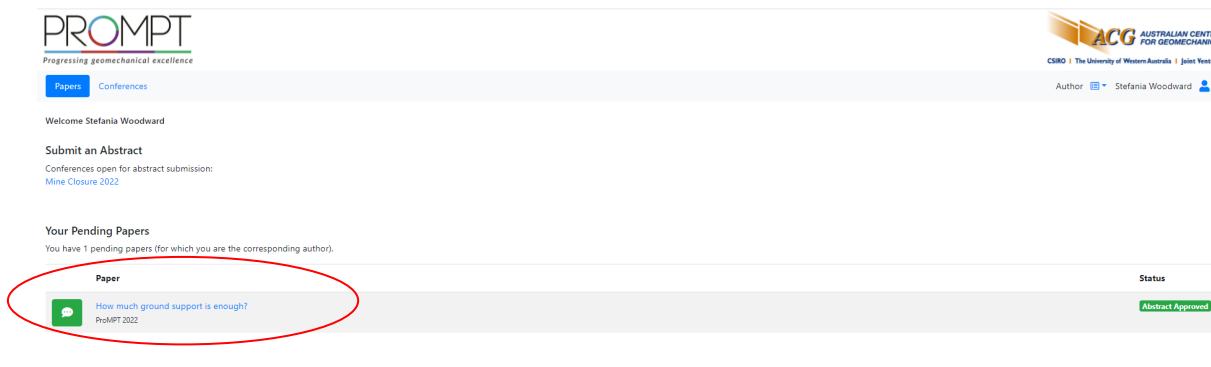 PROMPT
Progressing geomechanical excellence
ACG AUSTRALIAN
FOR
CSIRO | The University of Western Australia | Joint
Papers Conferences
Author Stefania Woodward
Welcome Stefania Woodward
Submit an Abstract
Conferences open for abstract submission:
Mine Closure 2022
Your Pending Papers
You have 1 pending papers (for which you are the corresponding author).
Paper Status
How much ground support is enough? Abstract Approved
ProMPT 2022